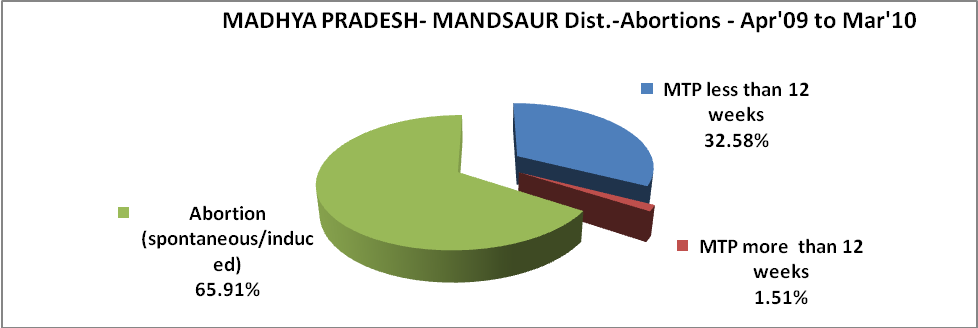 MADHYA PRADESH- MANDSAUR Dist.-Abortions - Apr'09 to Mar'10
MTP less than 12
weeks
32.58%
Abortion
(spontaneous/induc
ed)
65.91%
MTP more than 12
weeks
1.51%